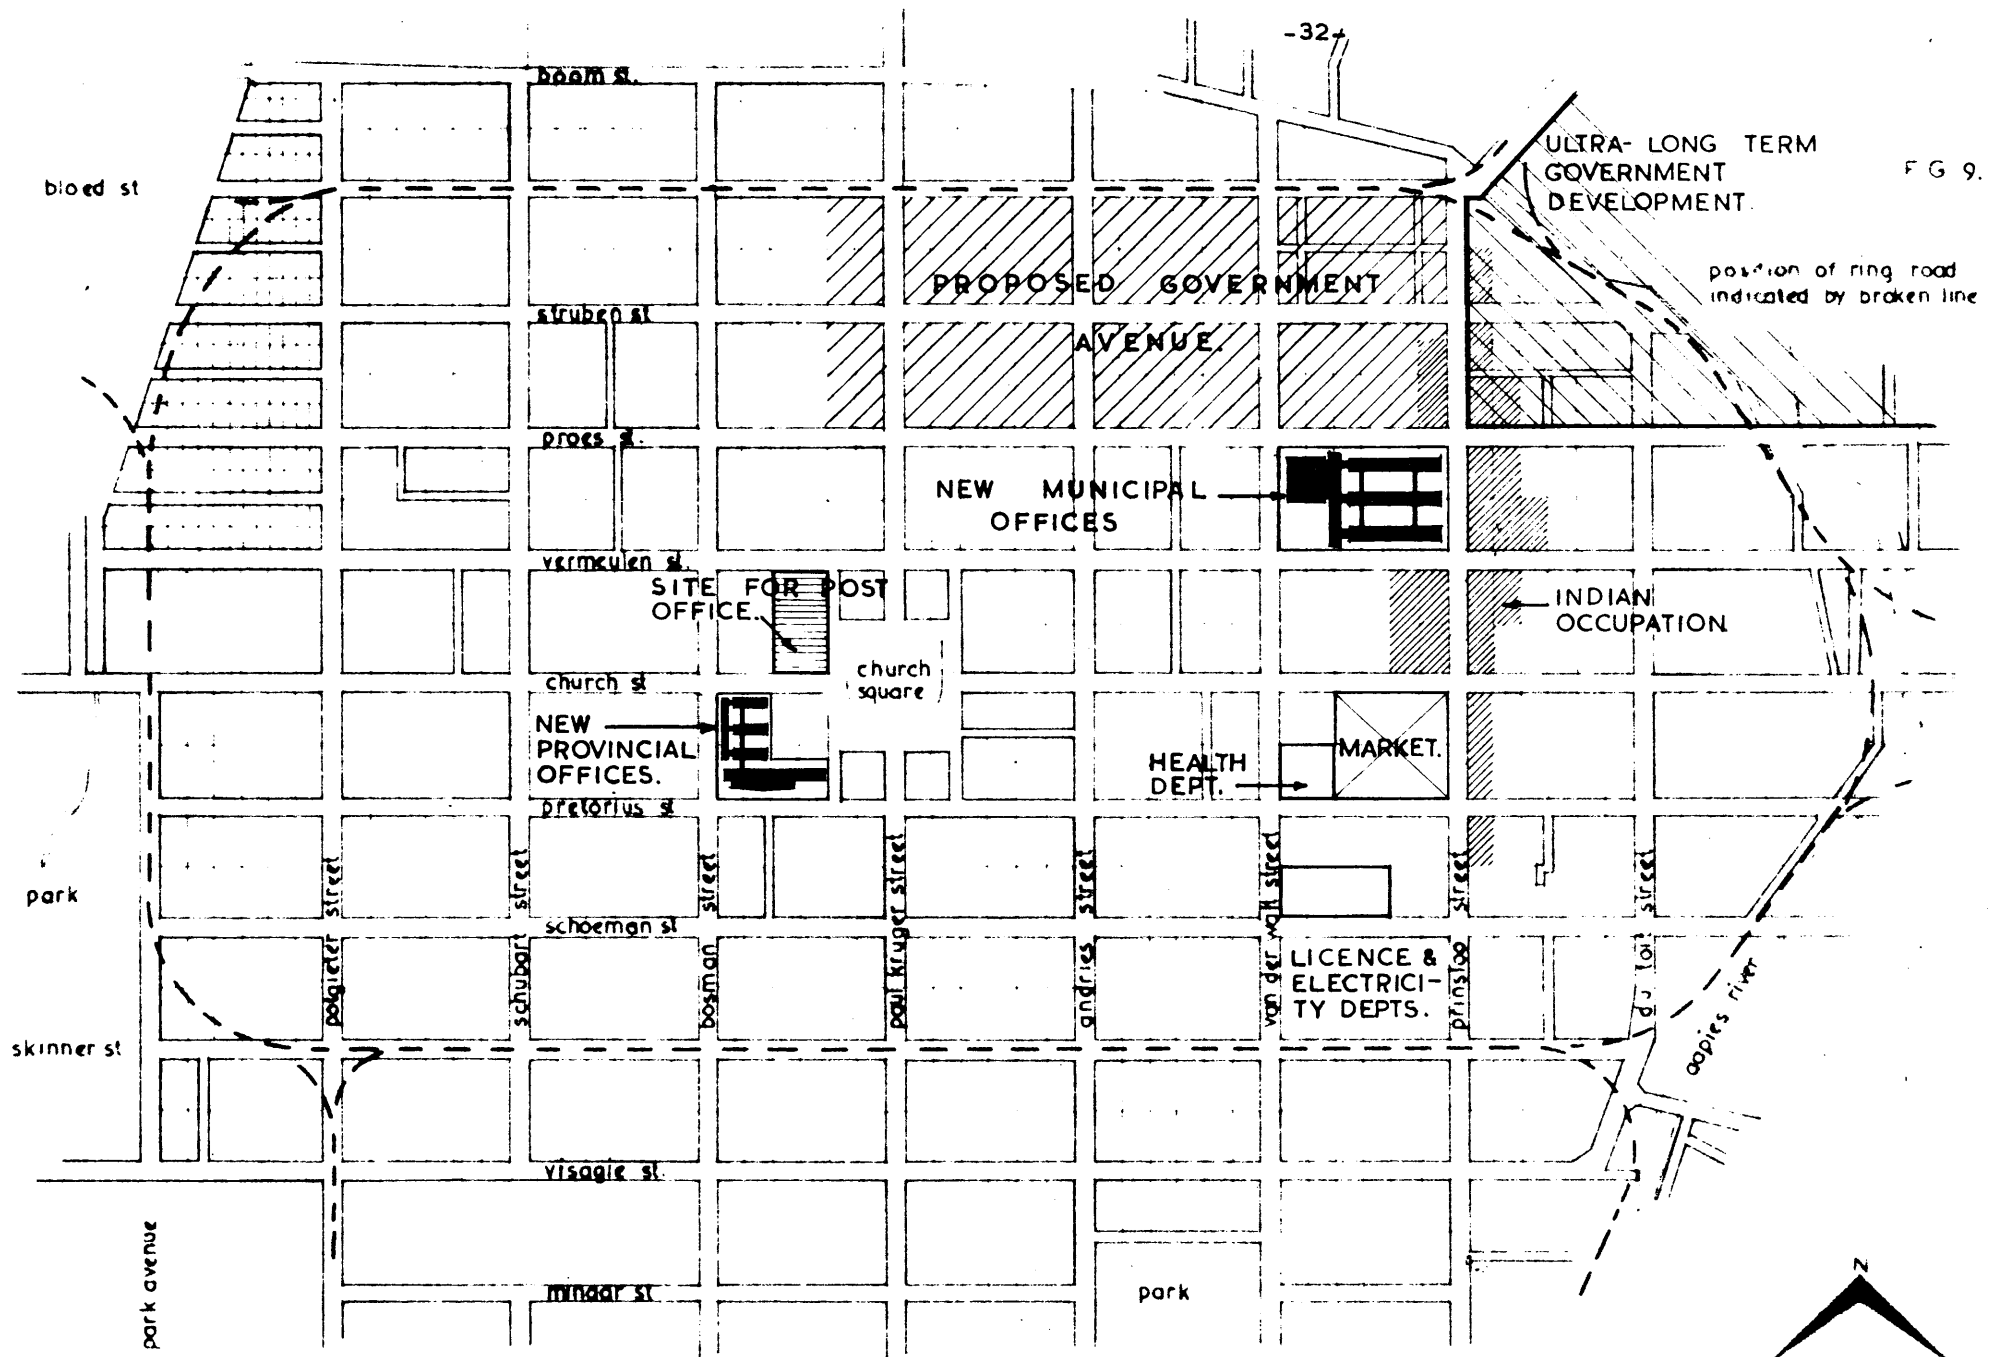 -32-
boom st.
ULTRA-LONG TERM
GOVERNMENT
DEVELOPMENT.
F G 9.
bloed st
position of ring road
indicated by broken line
PROPOSED GOVERNMENT
AVENUE.
struben st
proes st.
NEW MUNICIPAL
OFFICES
vermeulen st.
SITE FOR POST
OFFICE.
INDIAN
OCCUPATION
church
square
church st
NEW
PROVINCIAL
OFFICES.
MARKET.
HEALTH
DEPT.
pretorius st
park
potgieter street
schubart street
bosman street
paul kruger street
andries street
van der walt street
prinsloo street
du toit street
schoeman st
LICENCE &
ELECTRICI-
TY DEPTS.
aapies river
skinner st
visagie st.
park avenue
minaar st
park
N